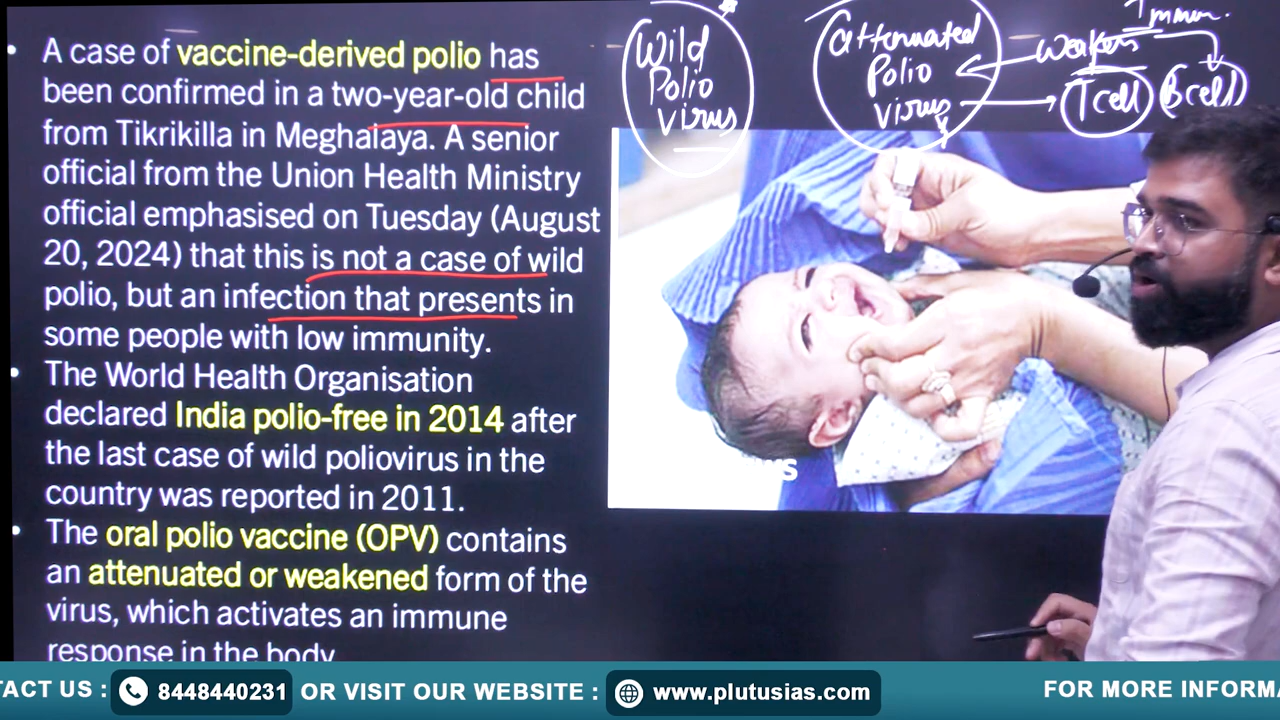 Wild
Polio
virus
attenuated
Polio
virus
weaken
Immun.
T cell
B cell
• A case of vaccine-derived polio has
been confirmed in a two-year-old child
from Tikrikilla in Meghalaya. A senior
official from the Union Health Ministry
official emphasised on Tuesday (August
20, 2024) that this is not a case of wild
polio, but an infection that presents in
some people with low immunity.
• The World Health Organisation
declared India polio-free in 2014 after
the last case of wild poliovirus in the
country was reported in 2011.
• The oral polio vaccine (OPV) contains
an attenuated or weakened form of the
virus, which activates an immune
response in the body
TACT US : 8448440231 OR VISIT OUR WEBSITE : www.plutusias.com FOR MORE INFORMA